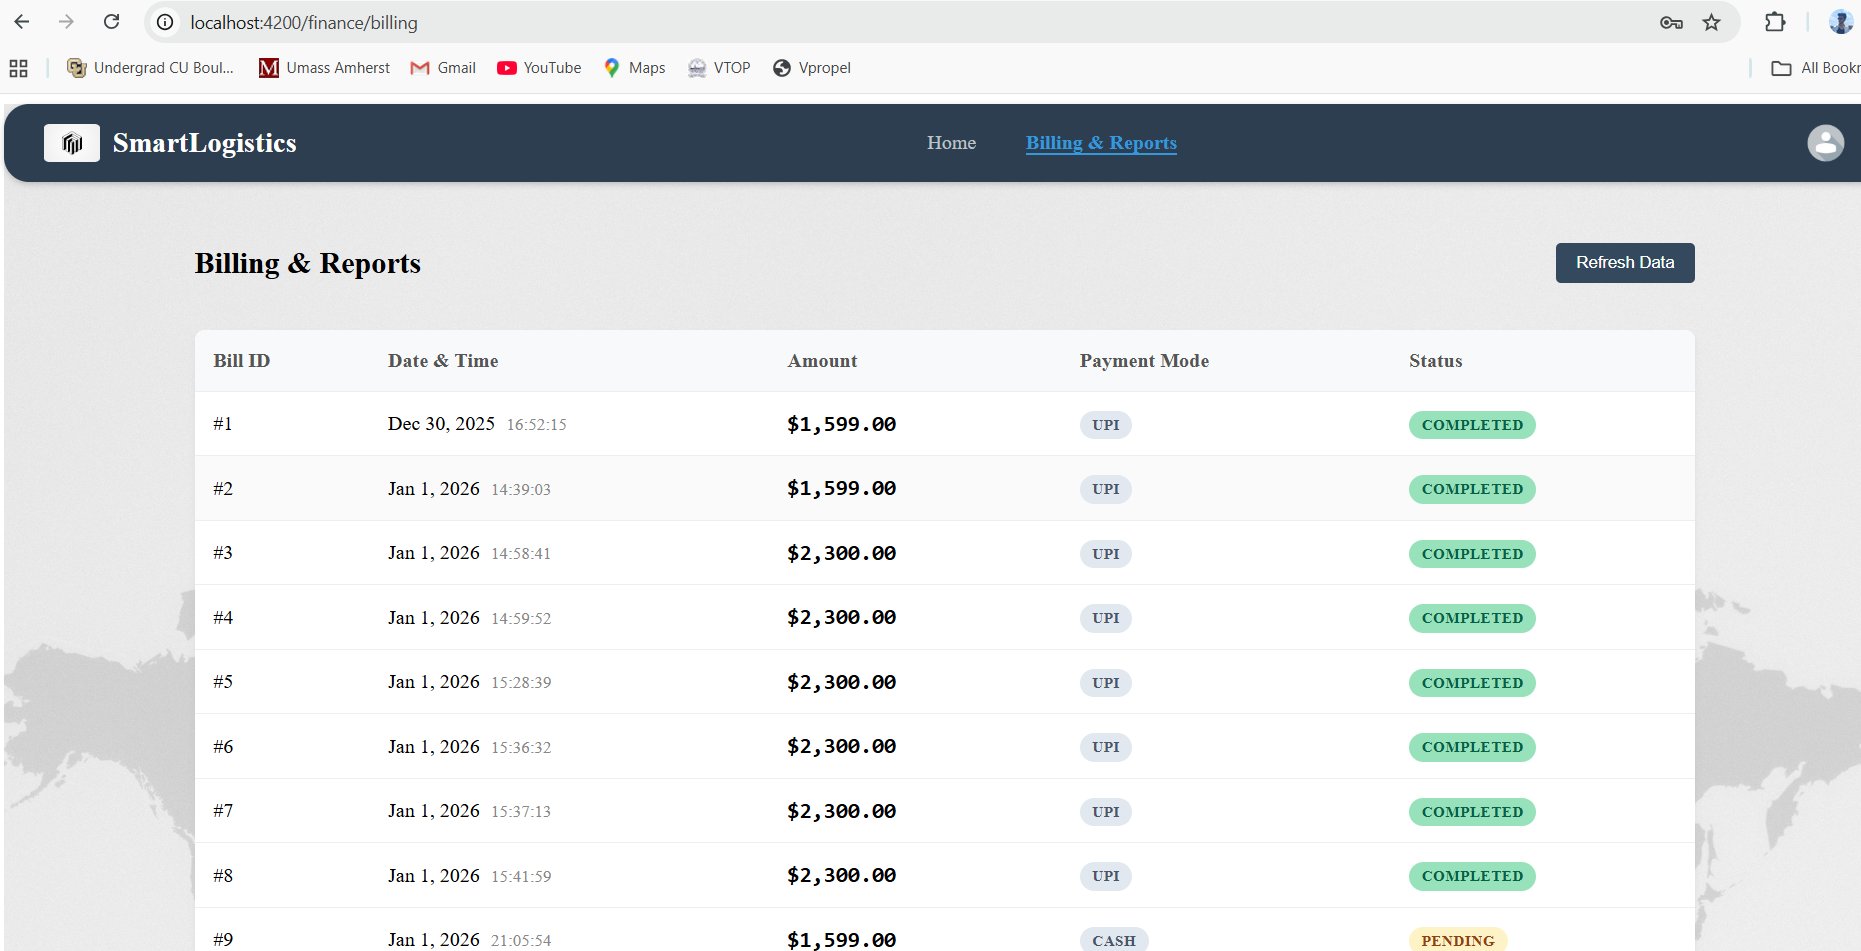 localhost:4200/finance/billing
Undergrad CU Boul... Umass Amherst Gmail YouTube Maps VTOP Vpropel All Bookr
SmartLogistics Home Billing & Reports
Billing & Reports Refresh Data
Bill ID Date & Time Amount Payment Mode Status
#1 Dec 30, 2025 16:52:15 $1,599.00 UPI COMPLETED
#2 Jan 1, 2026 14:39:03 $1,599.00 UPI COMPLETED
#3 Jan 1, 2026 14:58:41 $2,300.00 UPI COMPLETED
#4 Jan 1, 2026 14:59:52 $2,300.00 UPI COMPLETED
#5 Jan 1, 2026 15:28:39 $2,300.00 UPI COMPLETED
#6 Jan 1, 2026 15:36:32 $2,300.00 UPI COMPLETED
#7 Jan 1, 2026 15:37:13 $2,300.00 UPI COMPLETED
#8 Jan 1, 2026 15:41:59 $2,300.00 UPI COMPLETED
#9 Jan 1, 2026 21:05:54 $1,599.00 CASH PENDING